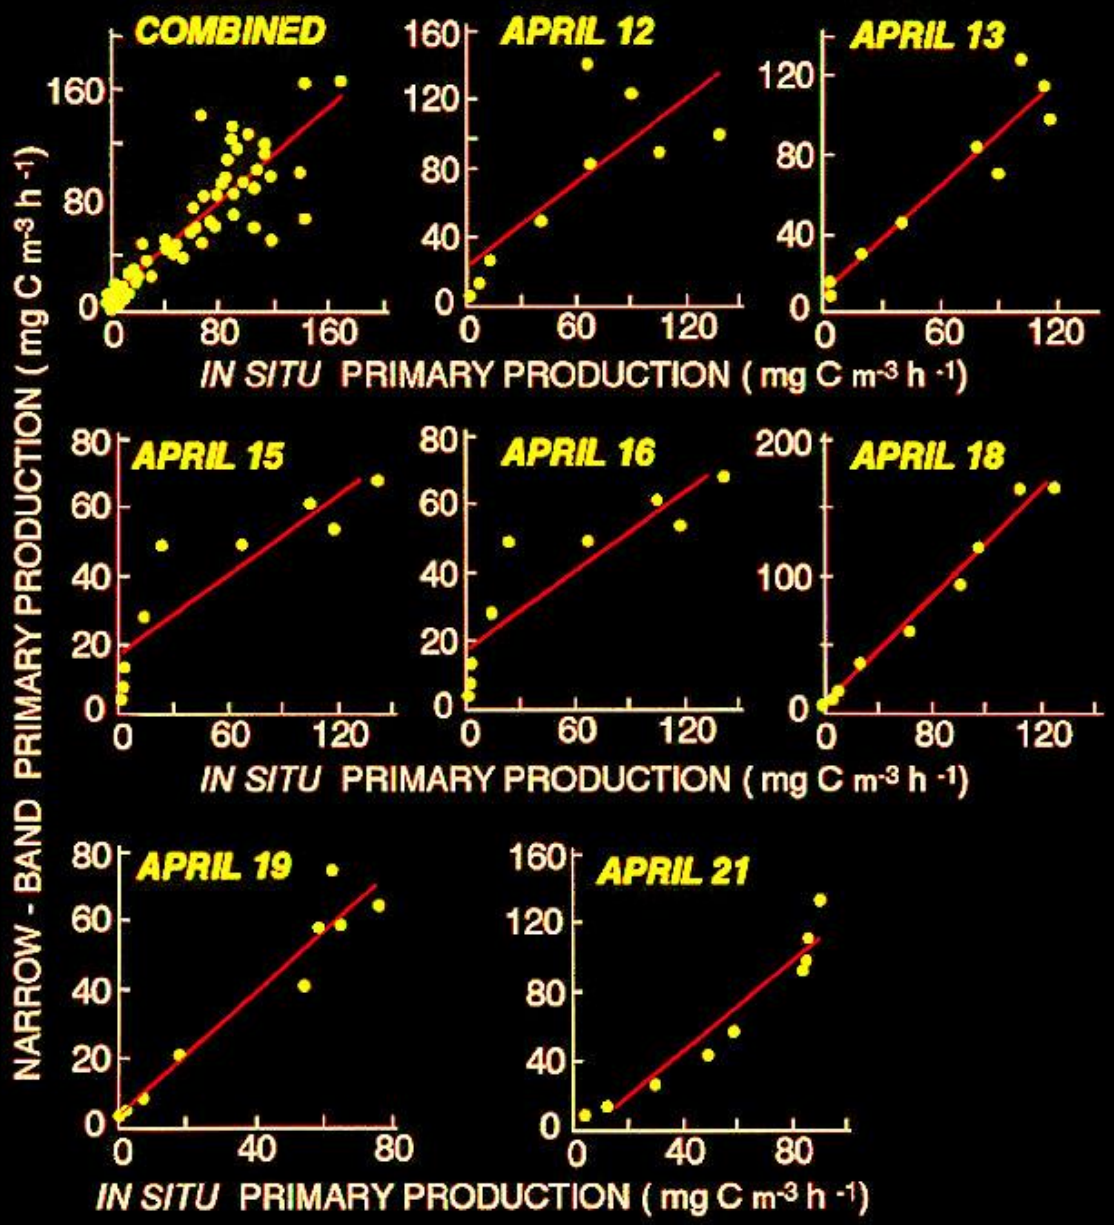 COMBINED
APRIL 12
APRIL 13
160
80
0
0 80 160
160
120
80
40
0
0 60 120
120
80
40
0
0 60 120
IN SITU PRIMARY PRODUCTION ( mg C m-3 h -1)
NARROW - BAND PRIMARY PRODUCTION ( mg C m-3 h -1)
APRIL 15
APRIL 16
APRIL 18
80
60
40
20
0
0 60 120
80
60
40
20
0
0 60 120
200
100
0
0 80 120
IN SITU PRIMARY PRODUCTION ( mg C m-3 h -1)
APRIL 19
APRIL 21
80
60
40
20
0
0 40 80
160
120
80
40
0
0 40 80
IN SITU PRIMARY PRODUCTION ( mg C m-3 h -1)